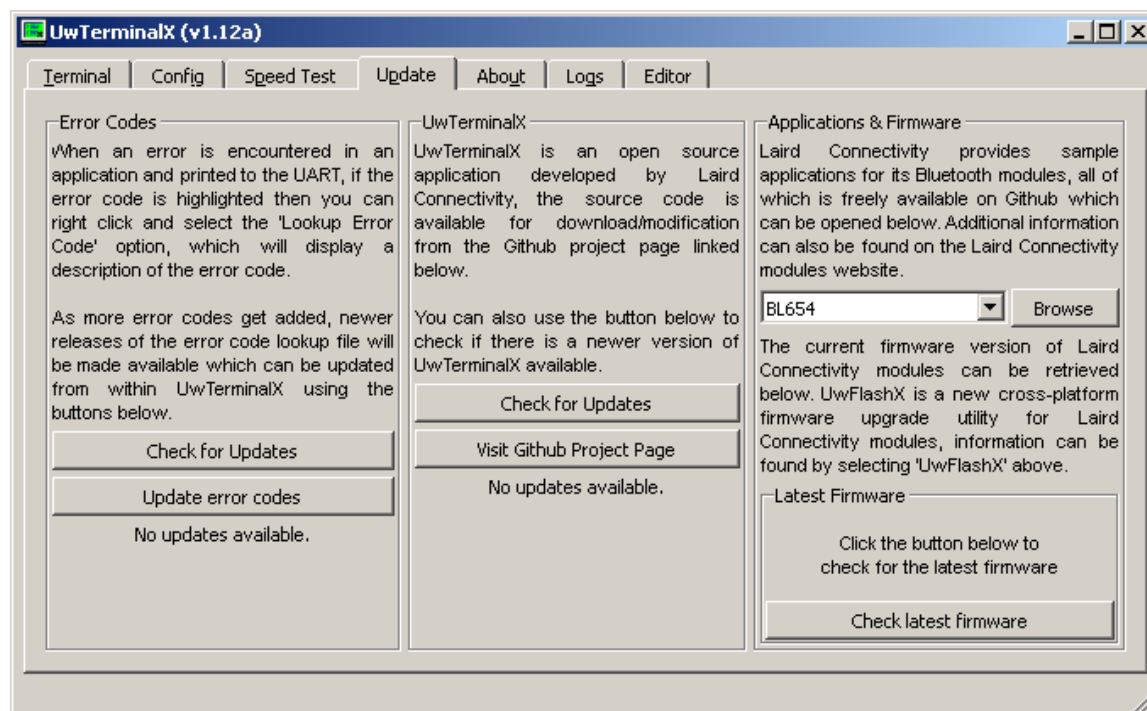 UwTerminalX (v1.12a)
Terminal Config Speed Test Update About Logs Editor
Error Codes
When an error is encountered in an
application and printed to the UART, if the
error code is highlighted then you can
right click and select the 'Lookup Error
Code' option, which will display a
description of the error code.
As more error codes get added, newer
releases of the error code lookup file will
be made available which can be updated
from within UwTerminalX using the
buttons below.
Check for Updates
Update error codes
No updates available.
UwTerminalX
UwTerminalX is an open source
application developed by Laird
Connectivity, the source code is
available for download/modification
from the Github project page linked
below.
You can also use the button below to
check if there is a newer version of
UwTerminalX available.
Check for Updates
Visit Github Project Page
No updates available.
Applications & Firmware
Laird Connectivity provides sample
applications for its Bluetooth modules, all of
which is freely available on Github which
can be opened below. Additional information
can also be found on the Laird Connectivity
modules website.
BL654
Browse
The current firmware version of Laird
Connectivity modules can be retrieved
below. UwFlashX is a new cross-platform
firmware upgrade utility for Laird
Connectivity modules, information can be
found by selecting 'UwFlashX' above.
Latest Firmware
Click the button below to
check for the latest firmware
Check latest firmware